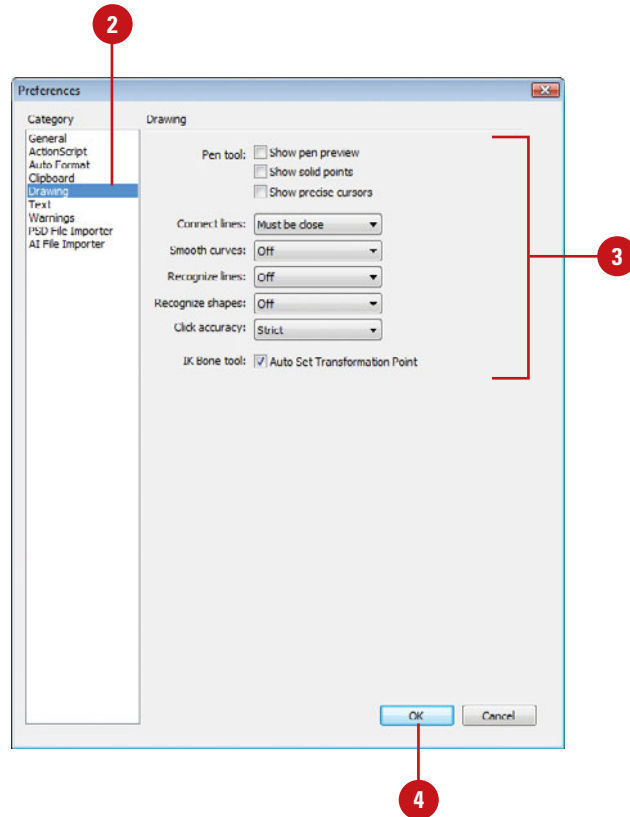 2
Preferences
Category
Drawing
General
ActionScript
Auto Format
Clipboard
Drawing
Text
Warnings
PSD File Importer
AI File Importer
Pen tool: Show pen preview
Show solid points
Show precise cursors
Connect lines: Must be close
Smooth curves: Off
Recognize lines: Off
Recognize shapes: Off
Click accuracy: Strict
IK Bone tool: Auto Set Transformation Point
3
OK Cancel
4